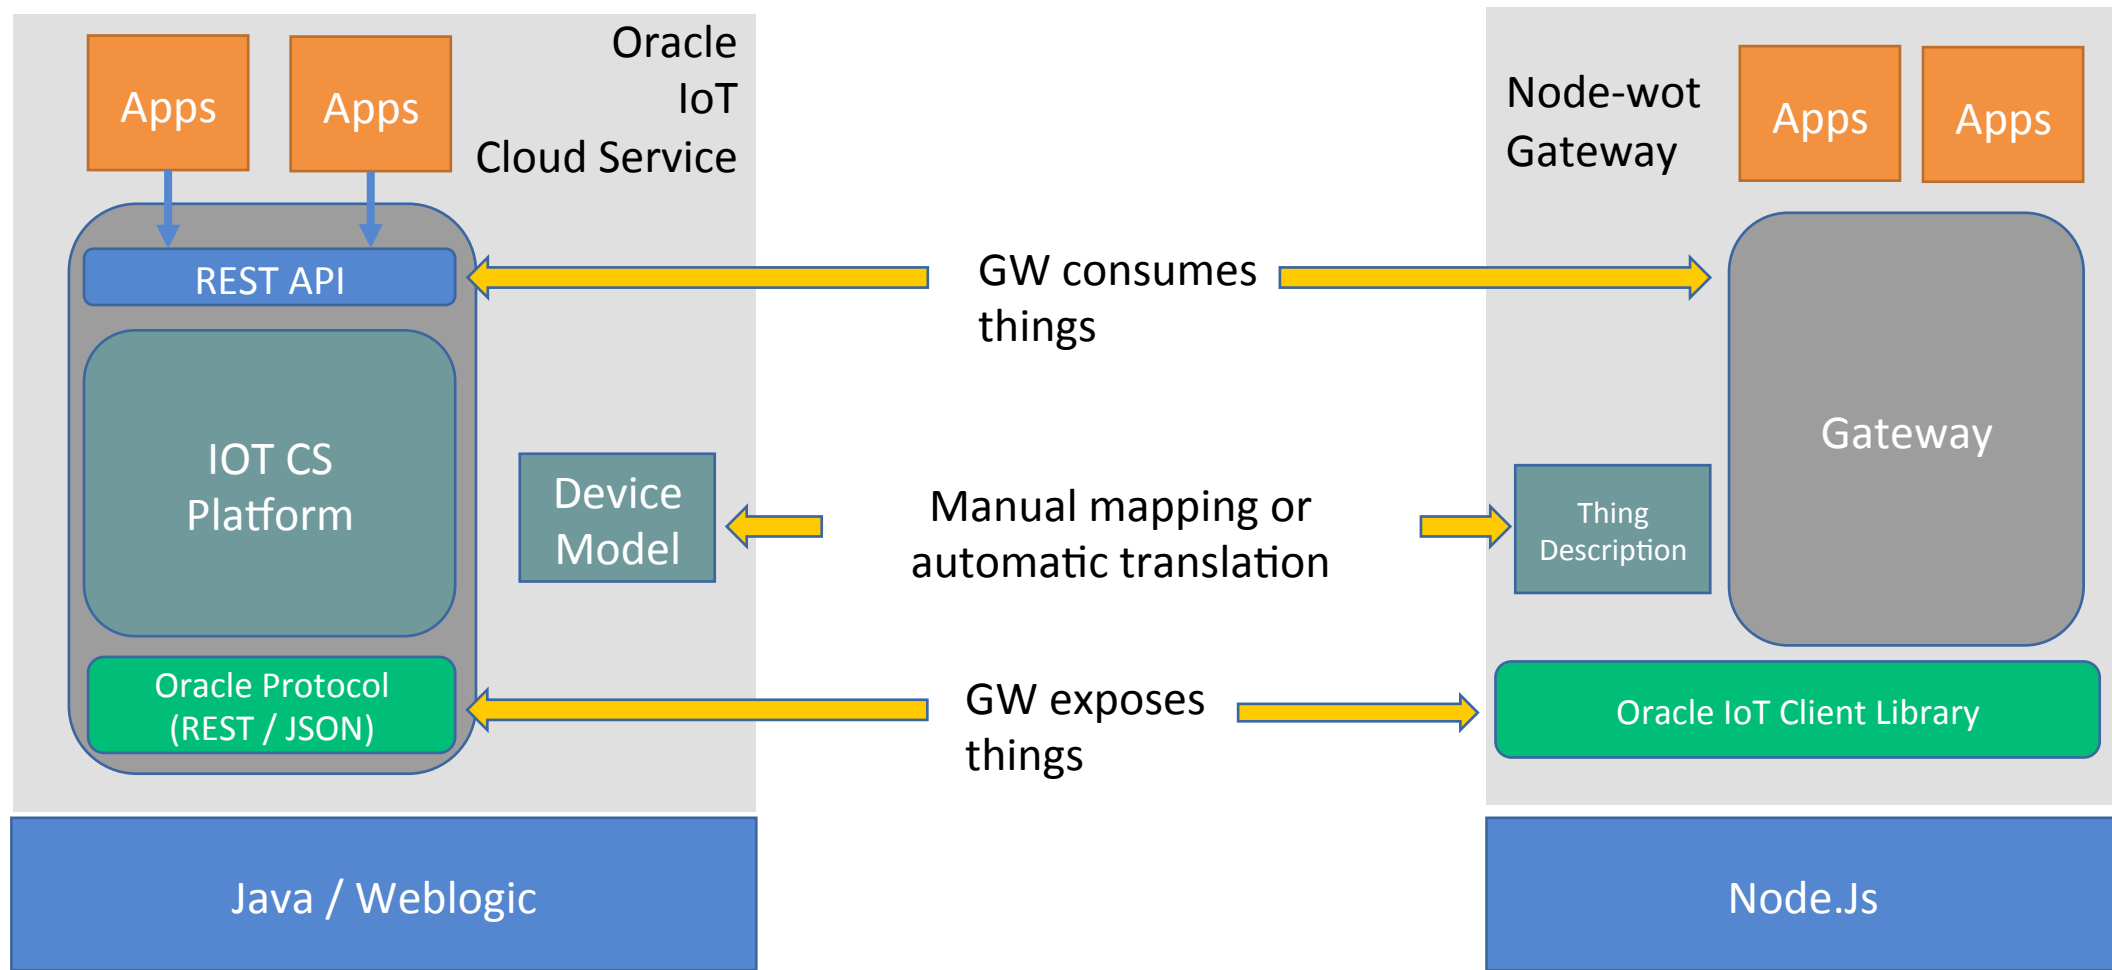 Oracle
IoT
Cloud Service
Apps
Apps
REST API
IOT CS
Platform
Device
Model
Oracle Protocol
(REST / JSON)
Java / Weblogic
GW consumes
things
Manual mapping or
automatic translation
GW exposes
things
Node-wot
Gateway
Apps
Apps
Gateway
Thing
Description
Oracle IoT Client Library
Node.Js